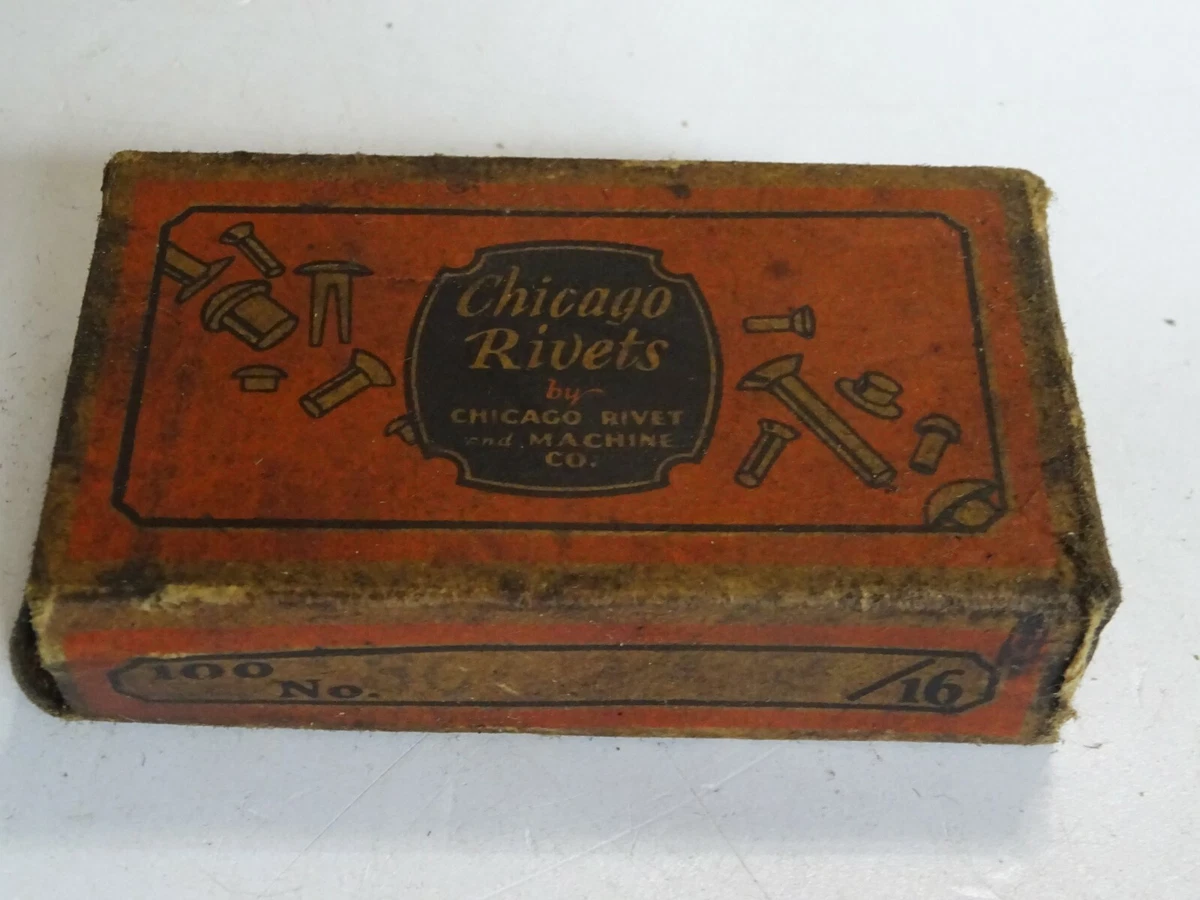 Chicago
Rivets
by
CHICAGO RIVET
and MACHINE
CO.
100
No.
/16